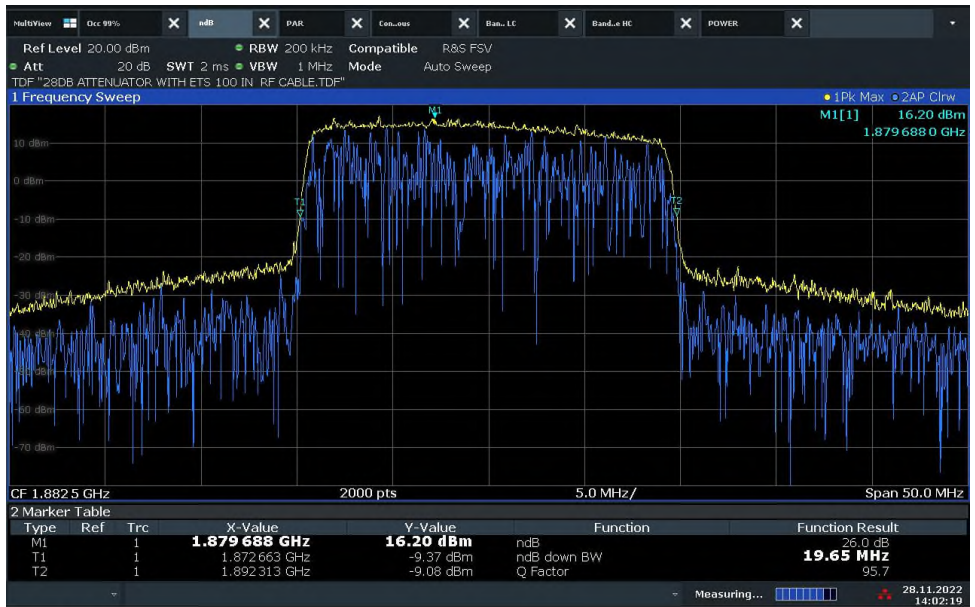 MultiView Occ 99% ndB PAR Con..ous Ban.. LC Band..e HC POWER
Ref Level 20.00 dBm RBW 200 kHz Compatible R&S FSV
Att 20 dB SWT 2 ms VBW 1 MHz Mode Auto Sweep
TDF "28DB ATTENUATOR WITH ETS 100 IN RF CABLE.TDF"
1 Frequency Sweep 1Pk Max 2AP Clrw
M1 M1[1] 16.20 dBm
1.879 688 0 GHz
10 dBm
0 dBm
T1 T2
-10 dBm
-20 dBm
-30 dBm
-40 dBm
-50 dBm
-60 dBm
-70 dBm
CF 1.882 5 GHz 2000 pts 5.0 MHz/ Span 50.0 MHz
2 Marker Table
Type Ref Trc X-Value Y-Value Function Function Result
M1 1 1.879 688 GHz 16.20 dBm ndB 26.0 dB
T1 1 1.872 663 GHz -9.37 dBm ndB down BW 19.65 MHz
T2 1 1.892 313 GHz -9.08 dBm Q Factor 95.7
Measuring... 28.11.2022
14:02:19